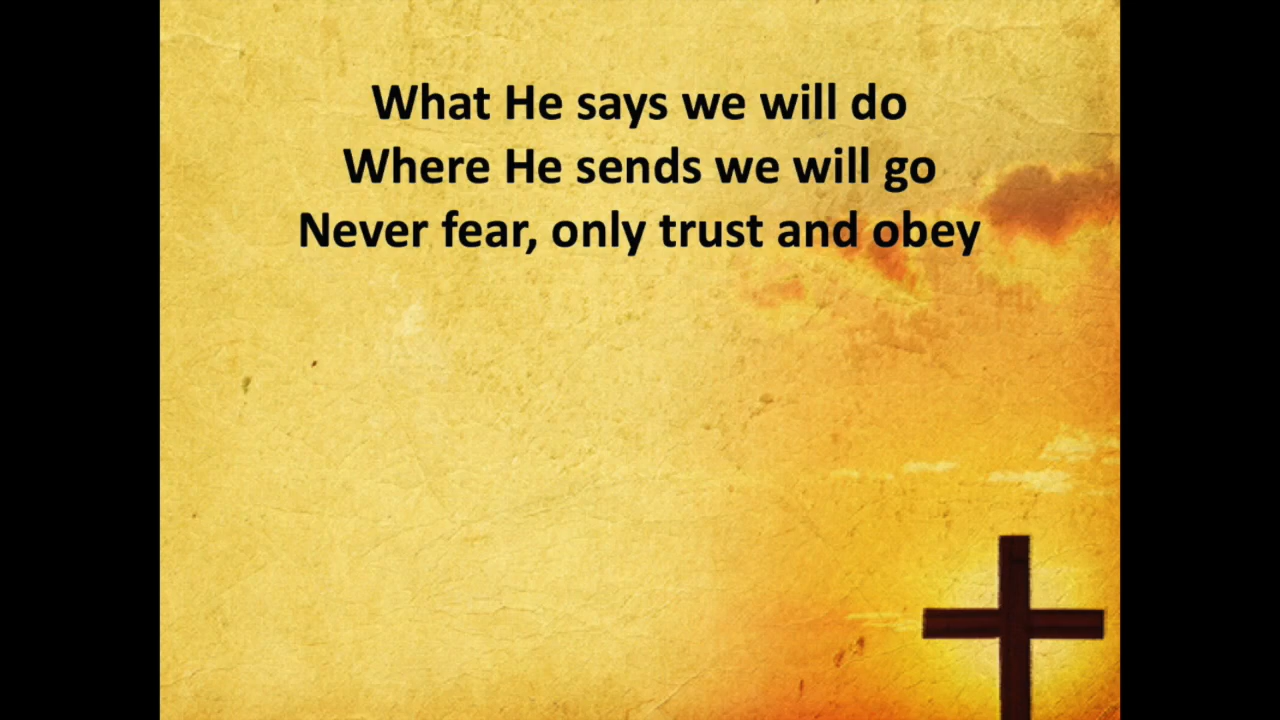 What He says we will do
Where He sends we will go
Never fear, only trust and obey